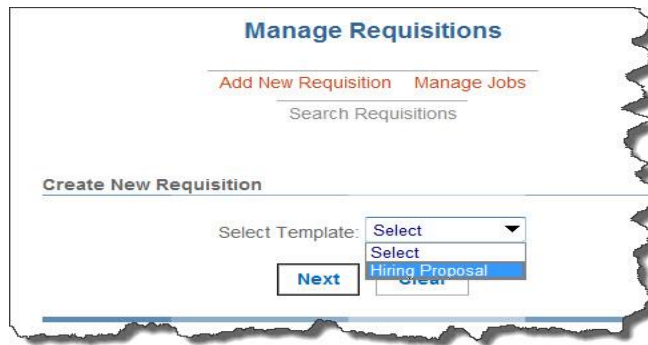 Manage Requisitions
Add New Requisition Manage Jobs
Search Requisitions
Create New Requisition
Select Template: Select
Select
Hiring Proposal
Next Clear